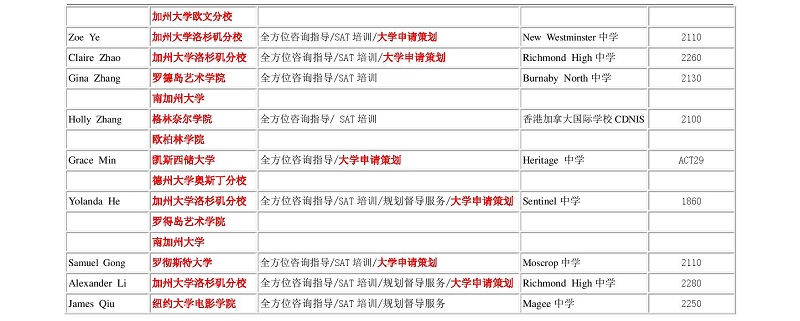 加州大学欧文分校
Zoe Ye 加州大学洛杉矶分校 全方位咨询指导/SAT 培训/大学申请策划 New Westminster 中学 2110
Claire Zhao 加州大学洛杉矶分校 全方位咨询指导/SAT 培训/大学申请策划 Richmond High 中学 2260
Gina Zhang 罗德岛艺术学院 全方位咨询指导/SAT 培训 Burnaby North 中学 2130
南加州大学
Holly Zhang 格林奈尔学院 全方位咨询指导/ SAT 培训 香港加拿大国际学校 CDNIS 2100
欧柏林学院
Grace Min 凯斯西储大学 全方位咨询指导/大学申请策划 Heritage 中学 ACT29
德州大学奥斯丁分校
Yolanda He 加州大学洛杉矶分校 全方位咨询指导/SAT 培训/规划督导服务/大学申请策划 Sentinel 中学 1860
罗得岛艺术学院
南加州大学
Samuel Gong 罗彻斯特大学 全方位咨询指导/SAT 培训/大学申请策划 Moscrop 中学 2110
Alexander Li 加州大学洛杉矶分校 全方位咨询指导/SAT 培训/规划督导服务/大学申请策划 Richmond High 中学 2280
James Qiu 纽约大学电影学院 全方位咨询指导/SAT 培训/规划督导服务 Magee 中学 2250